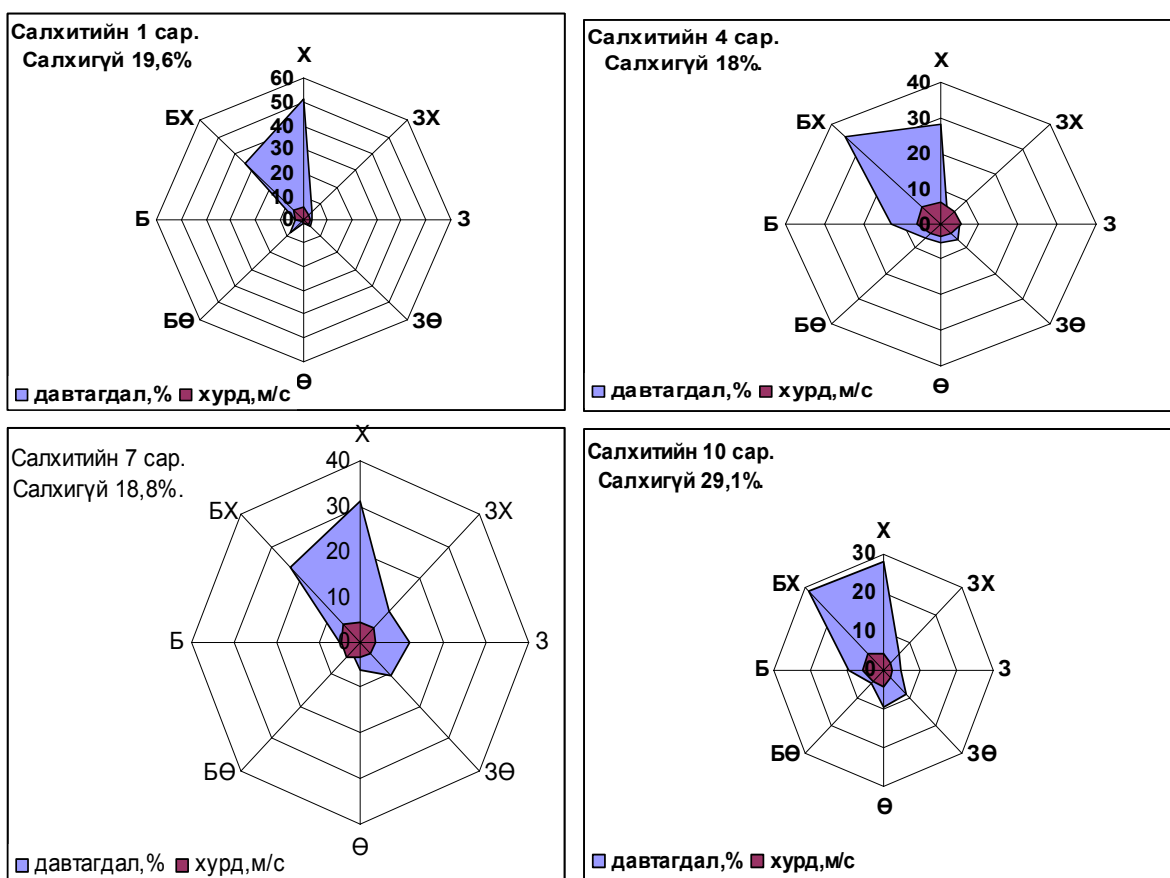 Салхитийн 1 сар.
Салхигүй 19,6%
Х
60
50
40
30
20
10
0
БХ
ЗХ
Б
З
БӨ
ЗӨ
Ө
давтагдал,% хурд,м/с
Салхитийн 4 сар.
Салхигүй 18%.
Х
40
30
20
10
0
БХ
ЗХ
Б
З
БӨ
ЗӨ
Ө
давтагдал,% хурд,м/с
Салхитийн 7 сар.
Салхигүй 18,8%.
Х
40
30
20
10
0
БХ
ЗХ
Б
З
БӨ
ЗӨ
Ө
давтагдал,% хурд,м/с
Салхитийн 10 сар.
Салхигүй 29,1%.
Х
30
20
10
0
БХ
ЗХ
Б
З
БӨ
ЗӨ
Ө
давтагдал,% хурд,м/с